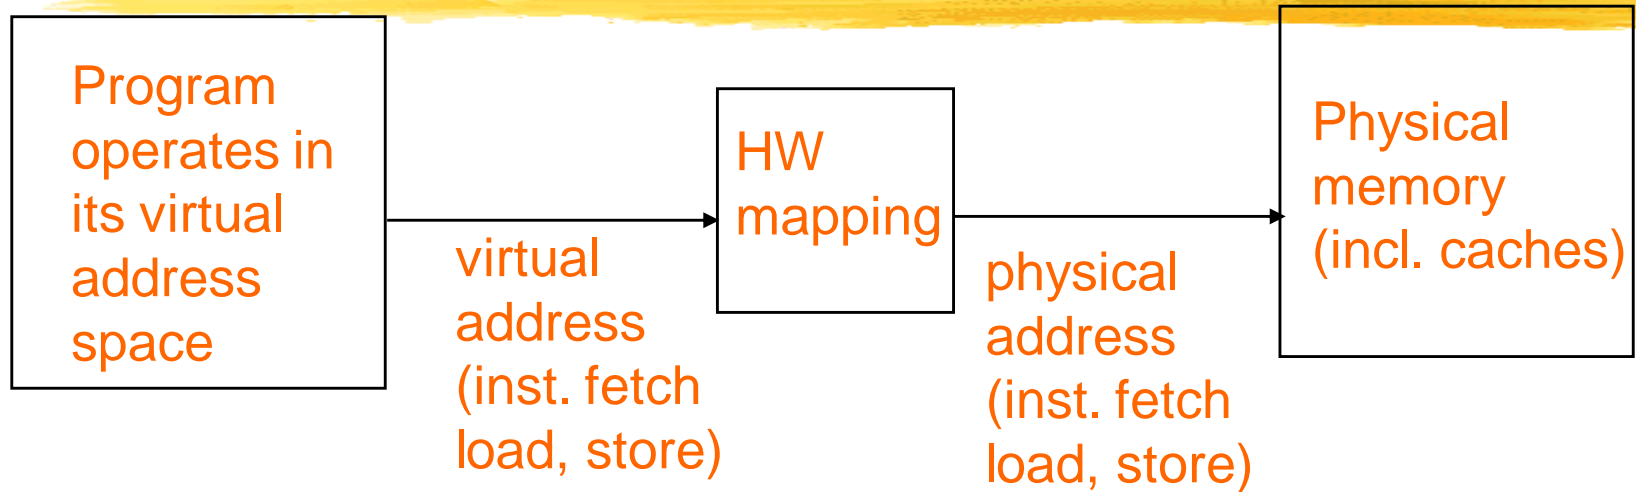 Program
operates in
its virtual
address
space
virtual
address
(inst. fetch
load, store)
HW
mapping
physical
address
(inst. fetch
load, store)
Physical
memory
(incl. caches)